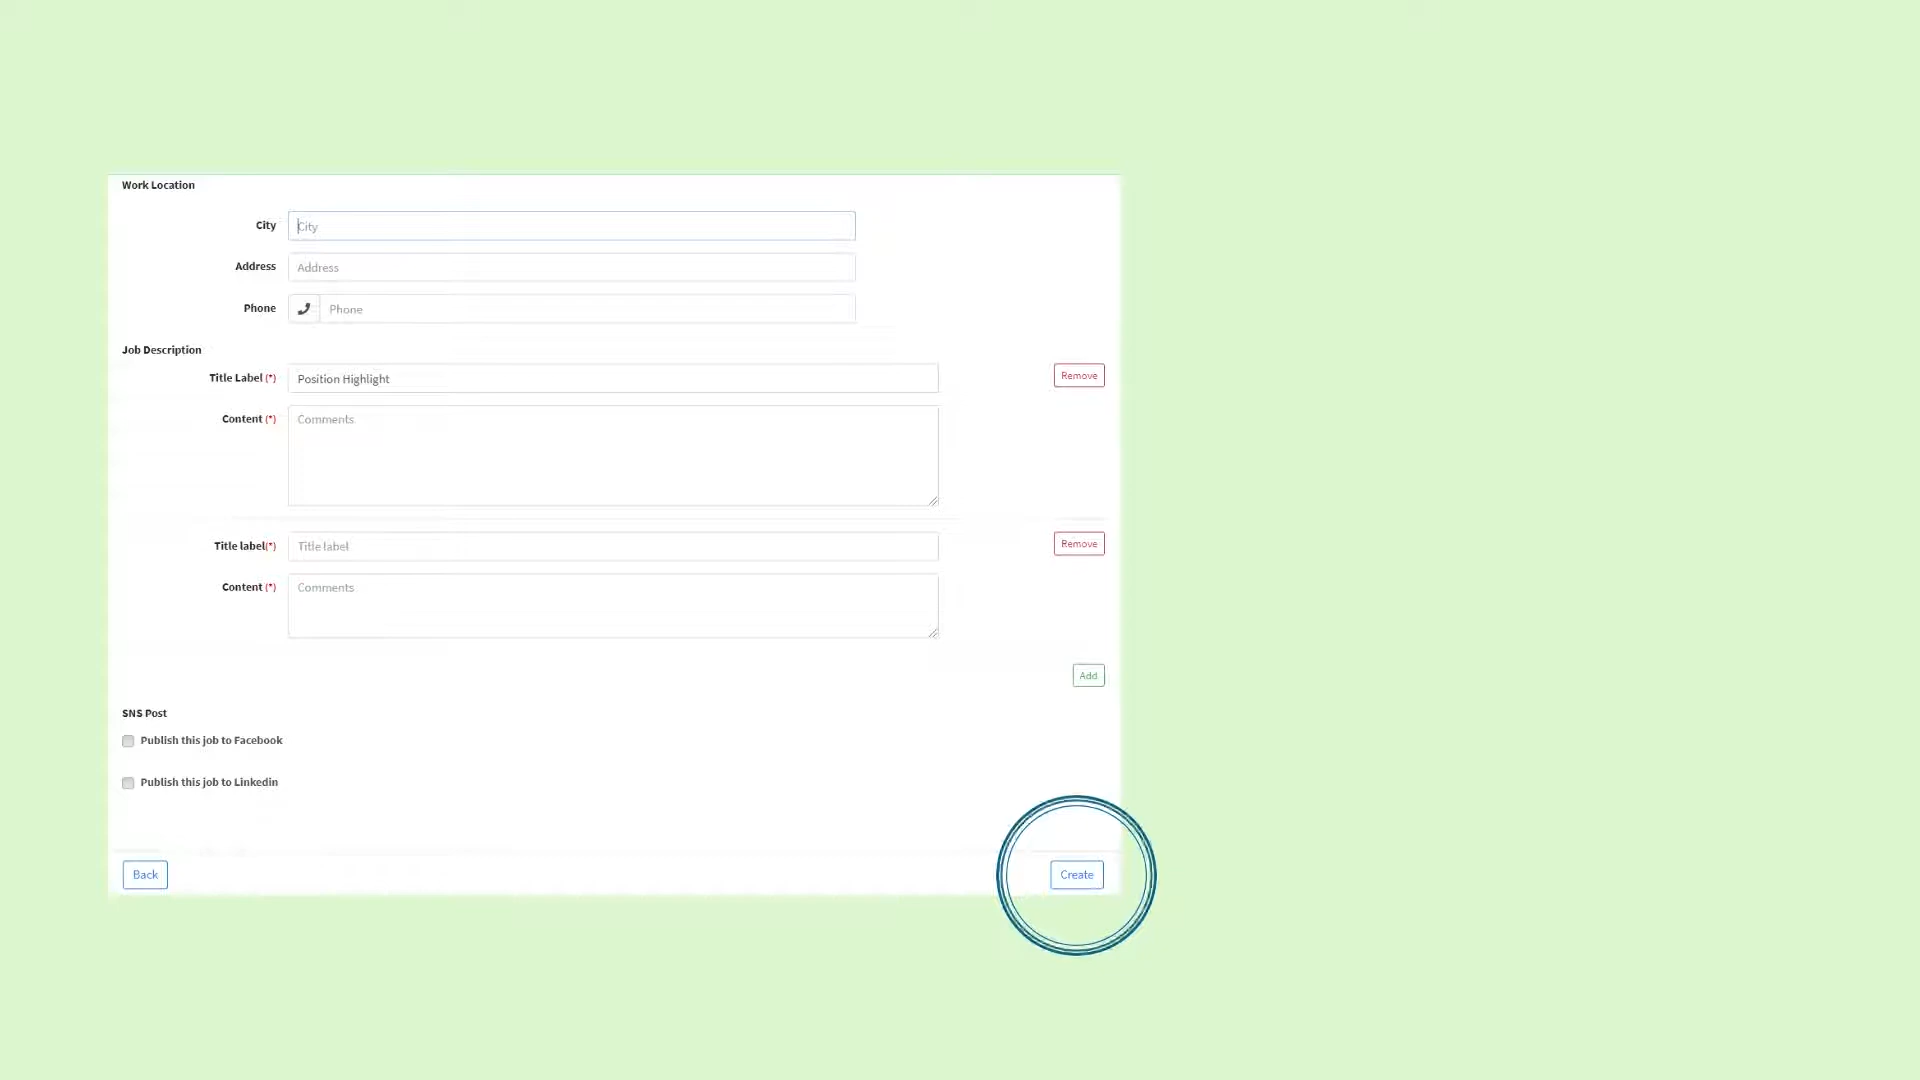 Work Location
City City
Address Address
Phone Phone
Job Description
Title Label (*) Position Highlight Remove
Content (*) Comments
Title label(*) Title label Remove
Content (*) Comments
Add
SNS Post
Publish this job to Facebook
Publish this job to Linkedin
Back Create